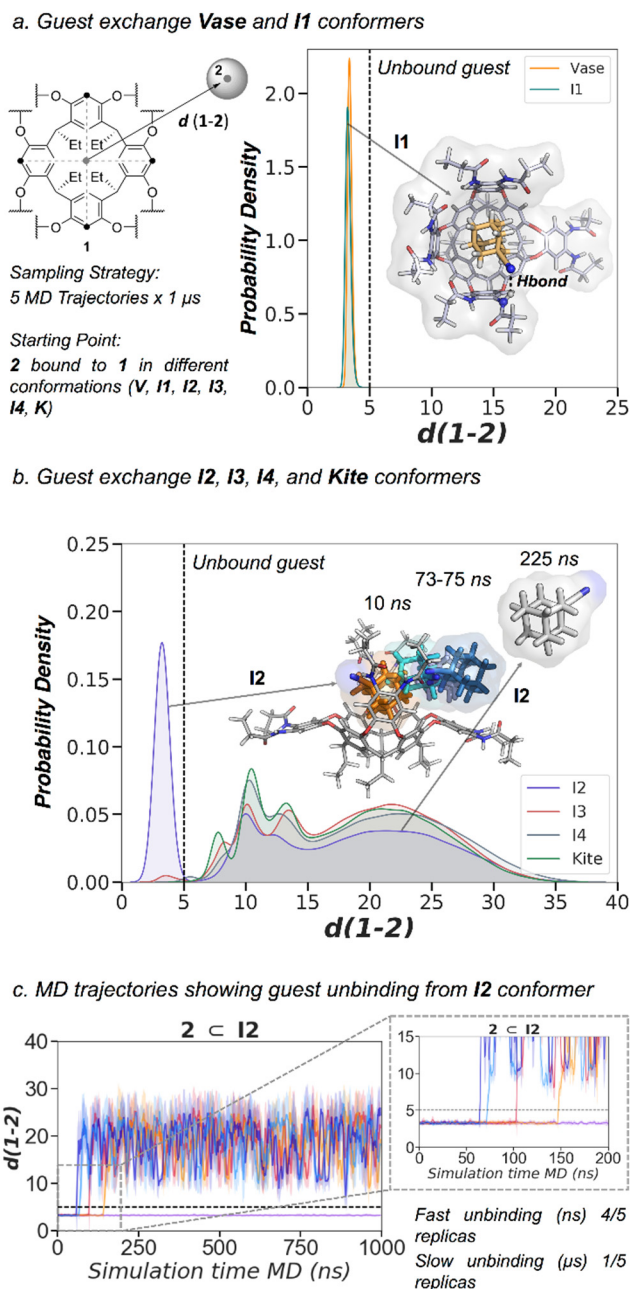 a. Guest exchange Vase and I1 conformers
2
d (1-2)
O
O
O
O
O
O
O
O
Et
Et
Et
Et
1
Sampling Strategy:
5 MD Trajectories x 1 µs
Starting Point:
2 bound to 1 in different
conformations (V, I1, I2, I3,
I4, K)
Probability Density
2.0
1.5
1.0
0.5
0.0
Unbound guest
Vase
I1
I1
Hbond
0
5
10
15
20
25
d(1-2)
b. Guest exchange I2, I3, I4, and Kite conformers
Probability Density
0.25
0.20
0.15
0.10
0.05
0.00
Unbound guest
10 ns
73-75 ns
225 ns
I2
I2
I2
I3
I4
Kite
0
5
10
15
20
25
30
35
40
d(1-2)
c. MD trajectories showing guest unbinding from I2 conformer
2 ⊂ I2
d(1-2)
40
30
20
10
0
0
250
500
750
1000
Simulation time MD (ns)
2 ⊂ I2
15
10
5
0
0
50
100
150
200
Simulation time MD (ns)
Fast unbinding (ns) 4/5
replicas
Slow unbinding (µs) 1/5
replicas